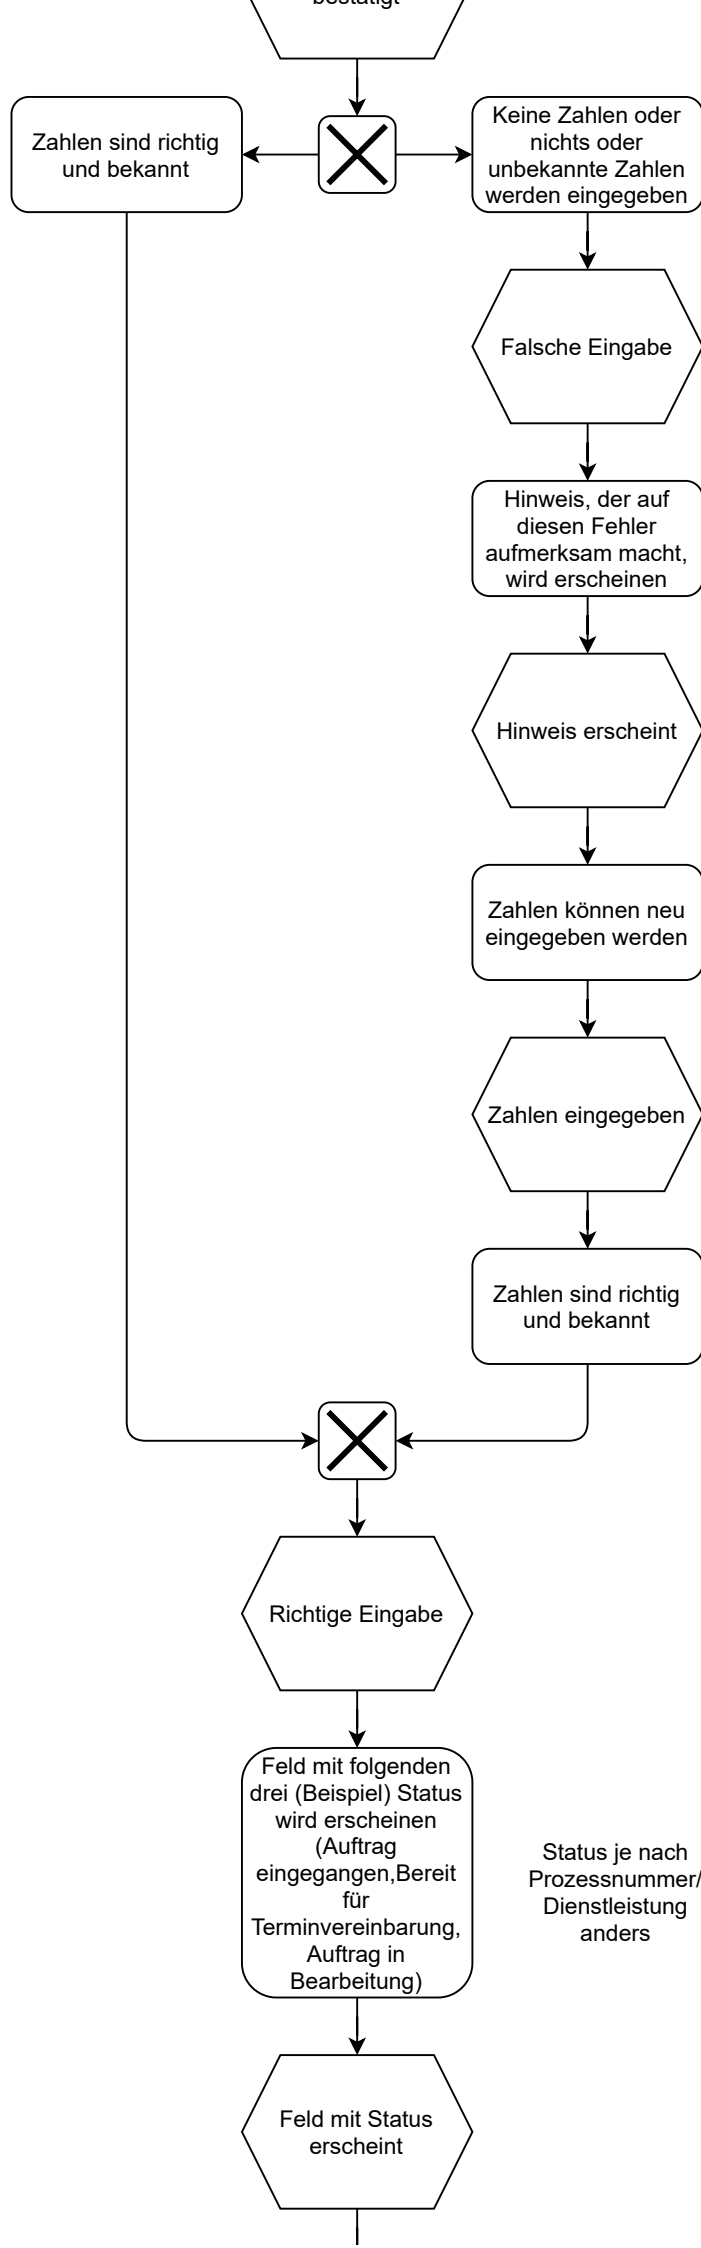 bestätigt
Zahlen sind richtig
und bekannt
Keine Zahlen oder
nichts oder
unbekannte Zahlen
werden eingegeben
Falsche Eingabe
Hinweis, der auf
diesen Fehler
aufmerksam macht,
wird erscheinen
Hinweis erscheint
Zahlen können neu
eingegeben werden
Zahlen eingegeben
Zahlen sind richtig
und bekannt
Richtige Eingabe
Feld mit folgenden
drei (Beispiel) Status
wird erscheinen
(Auftrag
eingegangen,Bereit
für
Terminvereinbarung,
Auftrag in
Bearbeitung)
Status je nach
Prozessnummer/
Dienstleistung
anders
Feld mit Status
erscheint